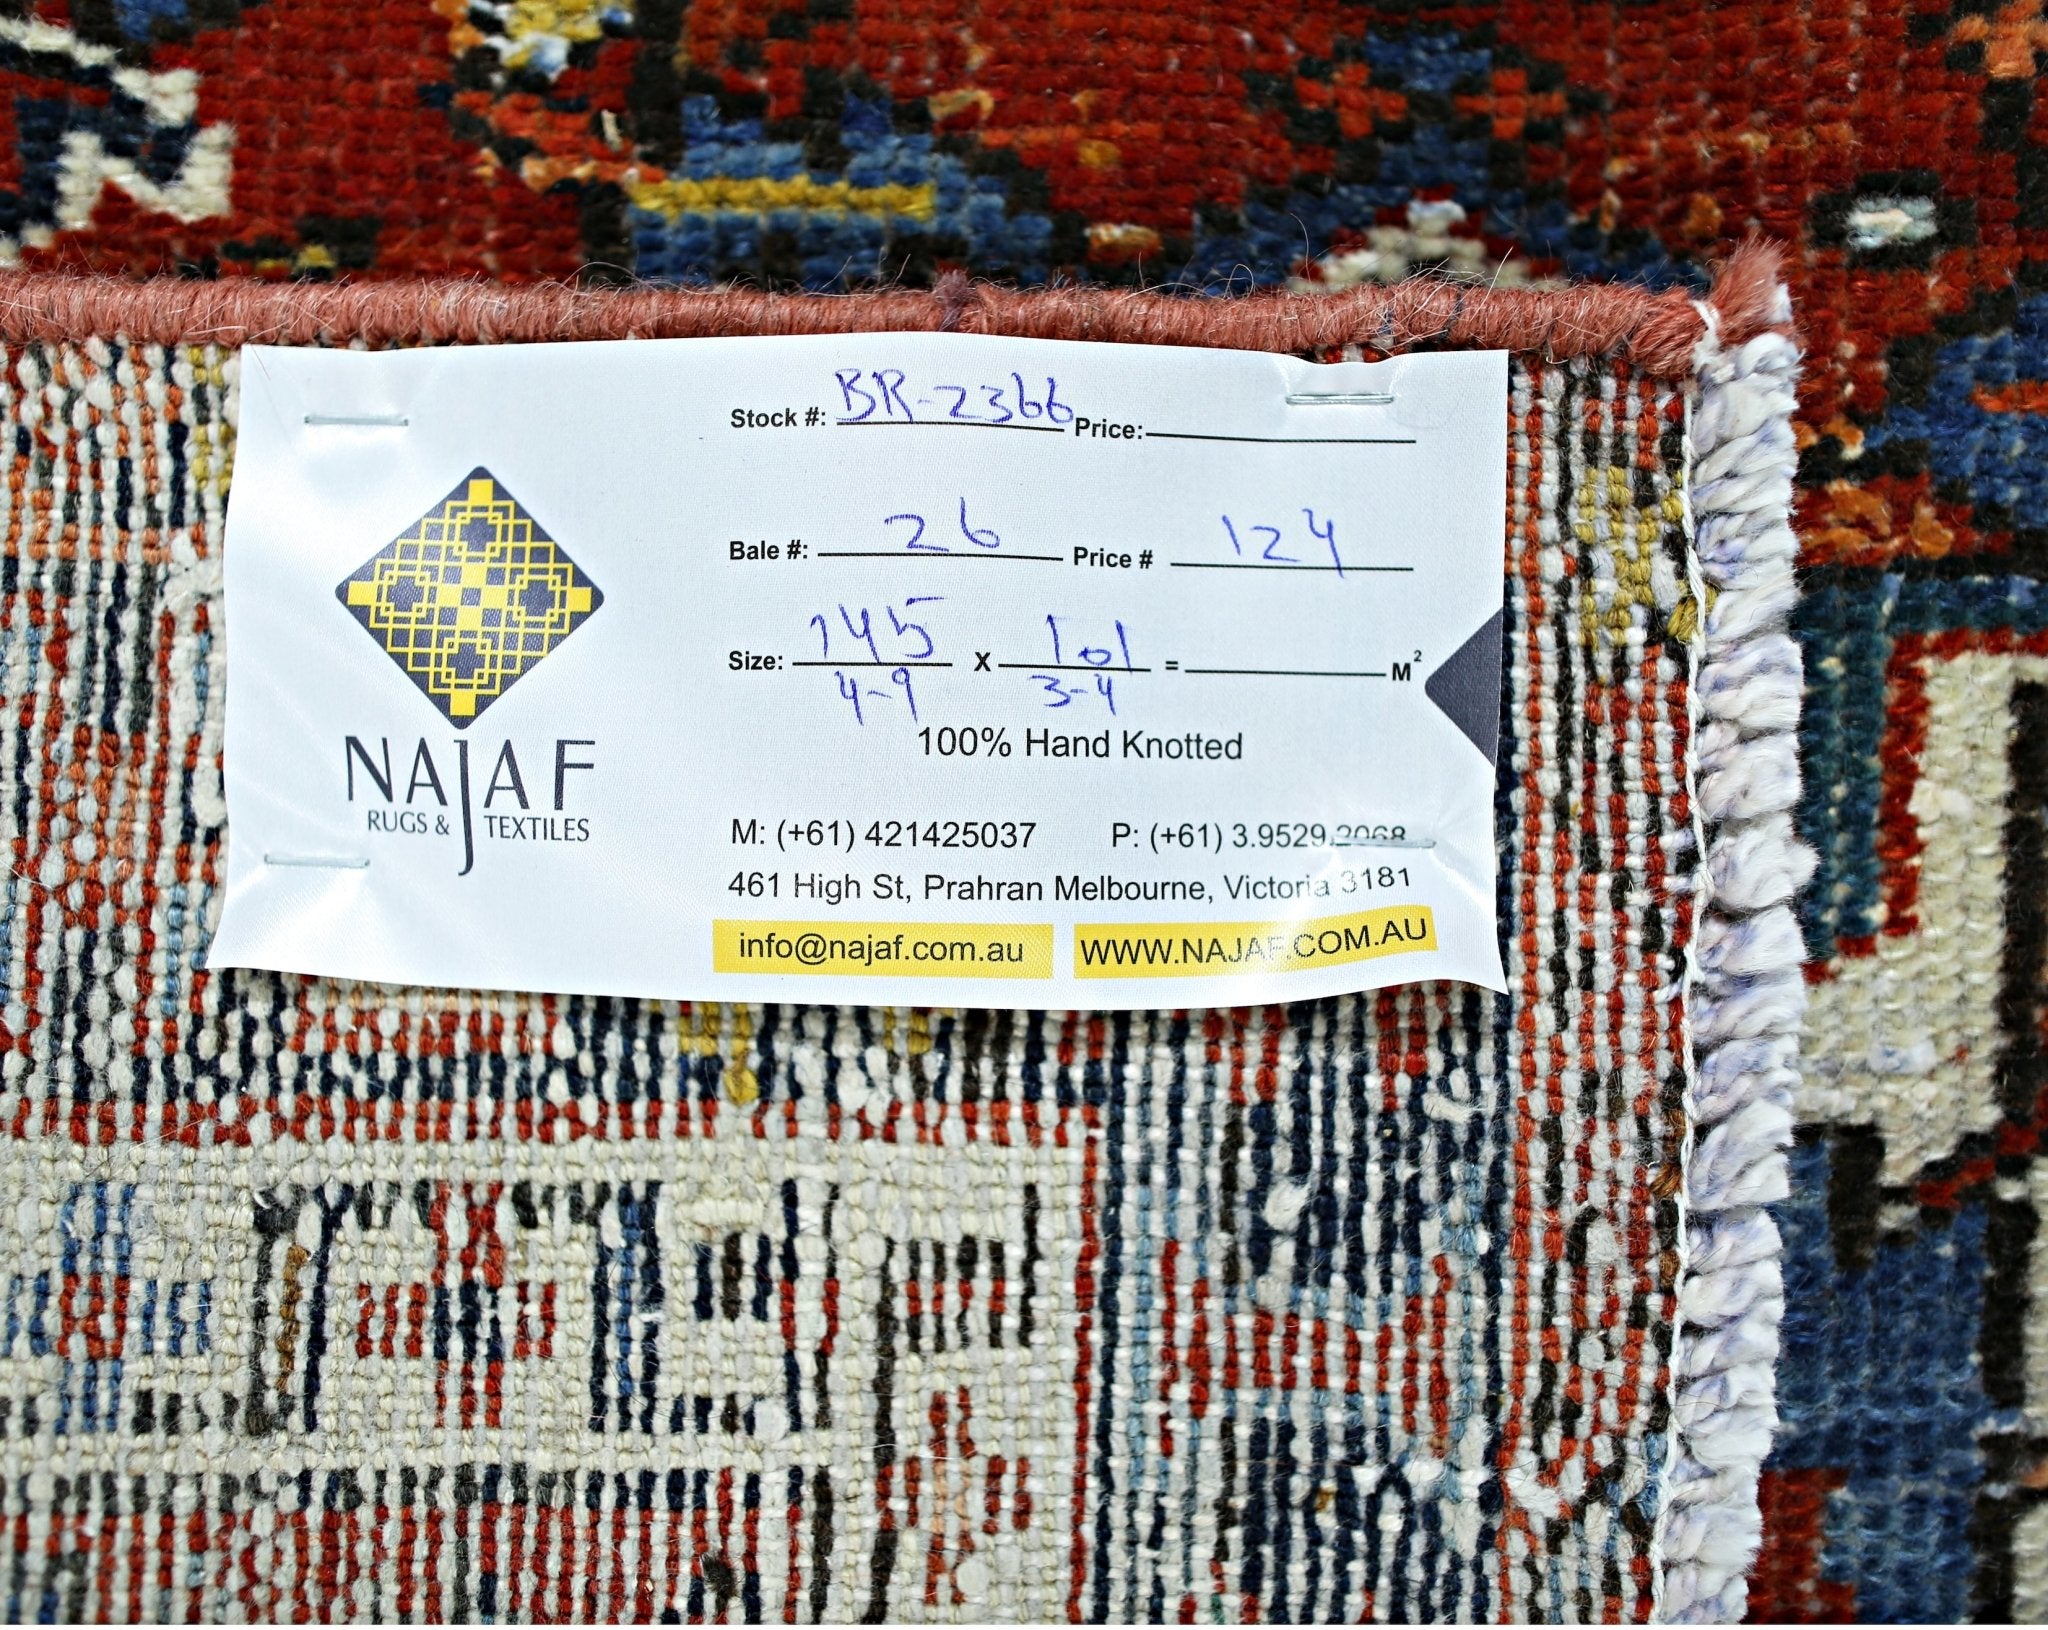 NAJAF
RUGS & TEXTILES
Stock #: BR-2366 Price:
Bale #: 26 Price # 124
Size: 145 X 101 = M²
4-9 3-4
100% Hand Knotted
M: (+61) 421425037 P: (+61) 3.9529.2068
461 High St, Prahran Melbourne, Victoria 3181
info@najaf.com.au WWW.NAJAF.COM.AU